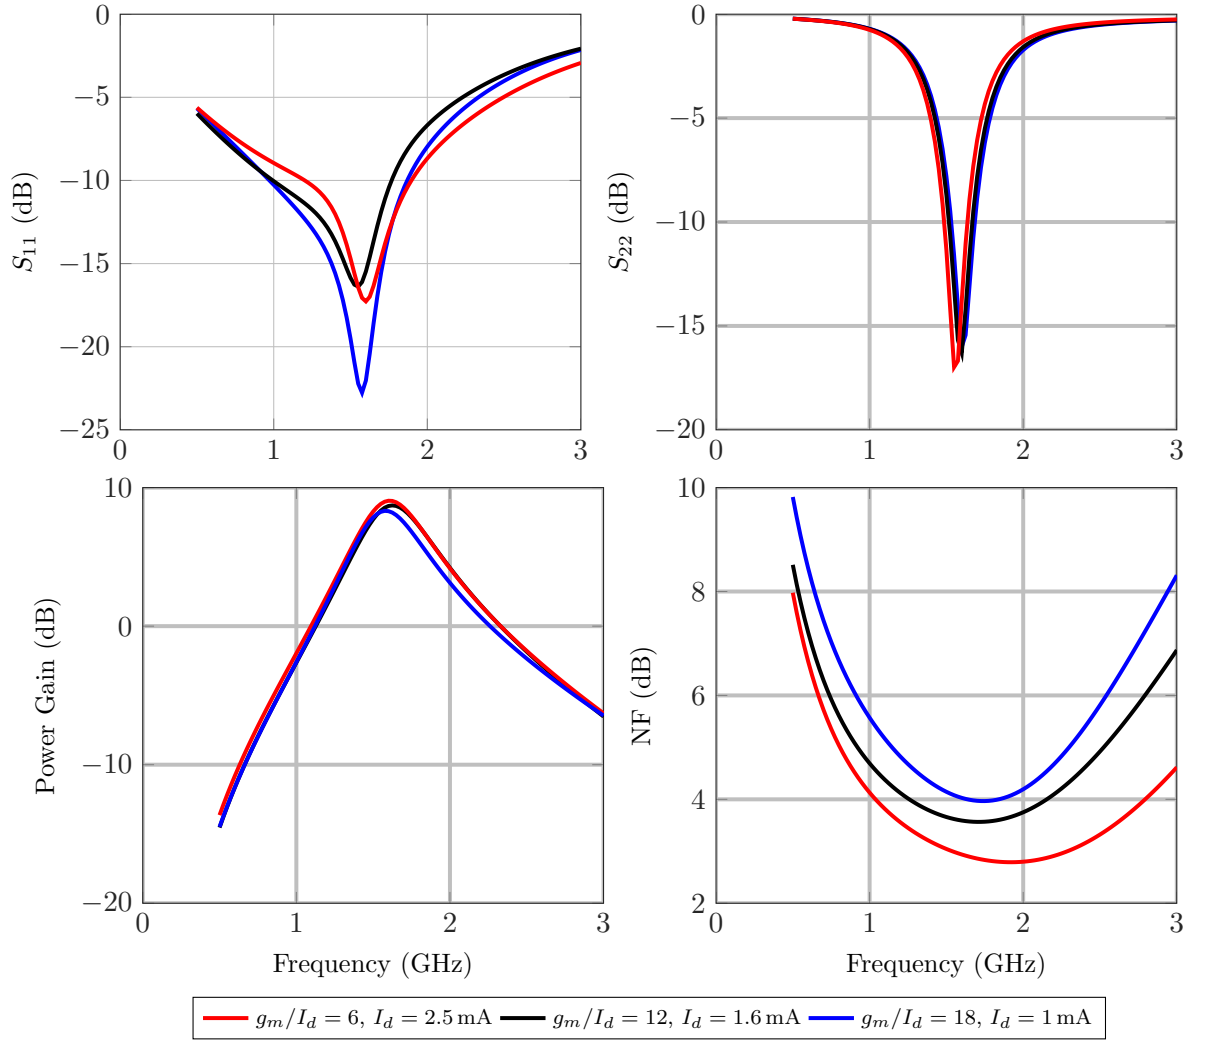 0
−5
−10
−15
−20
−25
0 1 2 3
S11 (dB)
0
−5
−10
−15
−20
0 1 2 3
S22 (dB)
10
0
−10
−20
0 1 2 3
Power Gain (dB)
Frequency (GHz)
10
8
6
4
2
0 1 2 3
NF (dB)
Frequency (GHz)
gm/Id = 6, Id = 2.5 mA gm/Id = 12, Id = 1.6 mA gm/Id = 18, Id = 1 mA